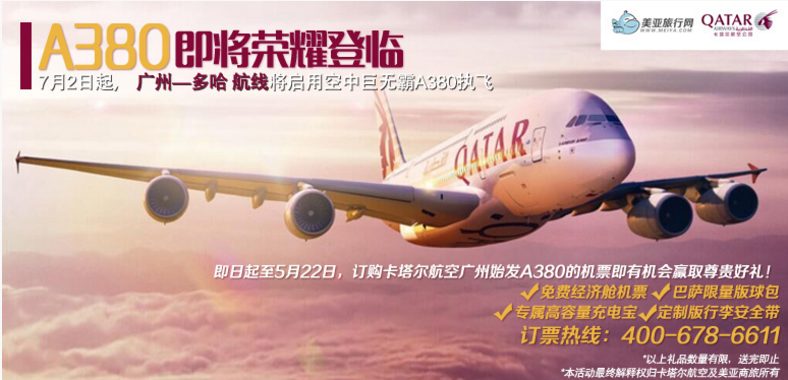 美亚旅行网
WWW.MEIYA.COM
QATAR
AIRWAYS القطرية
卡塔尔航空公司
A380即将荣耀登临
7月2日起， 广州—多哈 航线将启用空中巨无霸A380执飞
QATAR
即日起至5月22日，订购卡塔尔航空广州始发A380的机票即有机会赢取尊贵好礼！
✓免费经济舱机票 ✓巴萨限量版球包
✓专属高容量充电宝 ✓定制版行李安全带
订票热线：400-678-6611
*以上礼品数量有限，送完即止
*本活动最终解释权归卡塔尔航空及美亚商旅所有